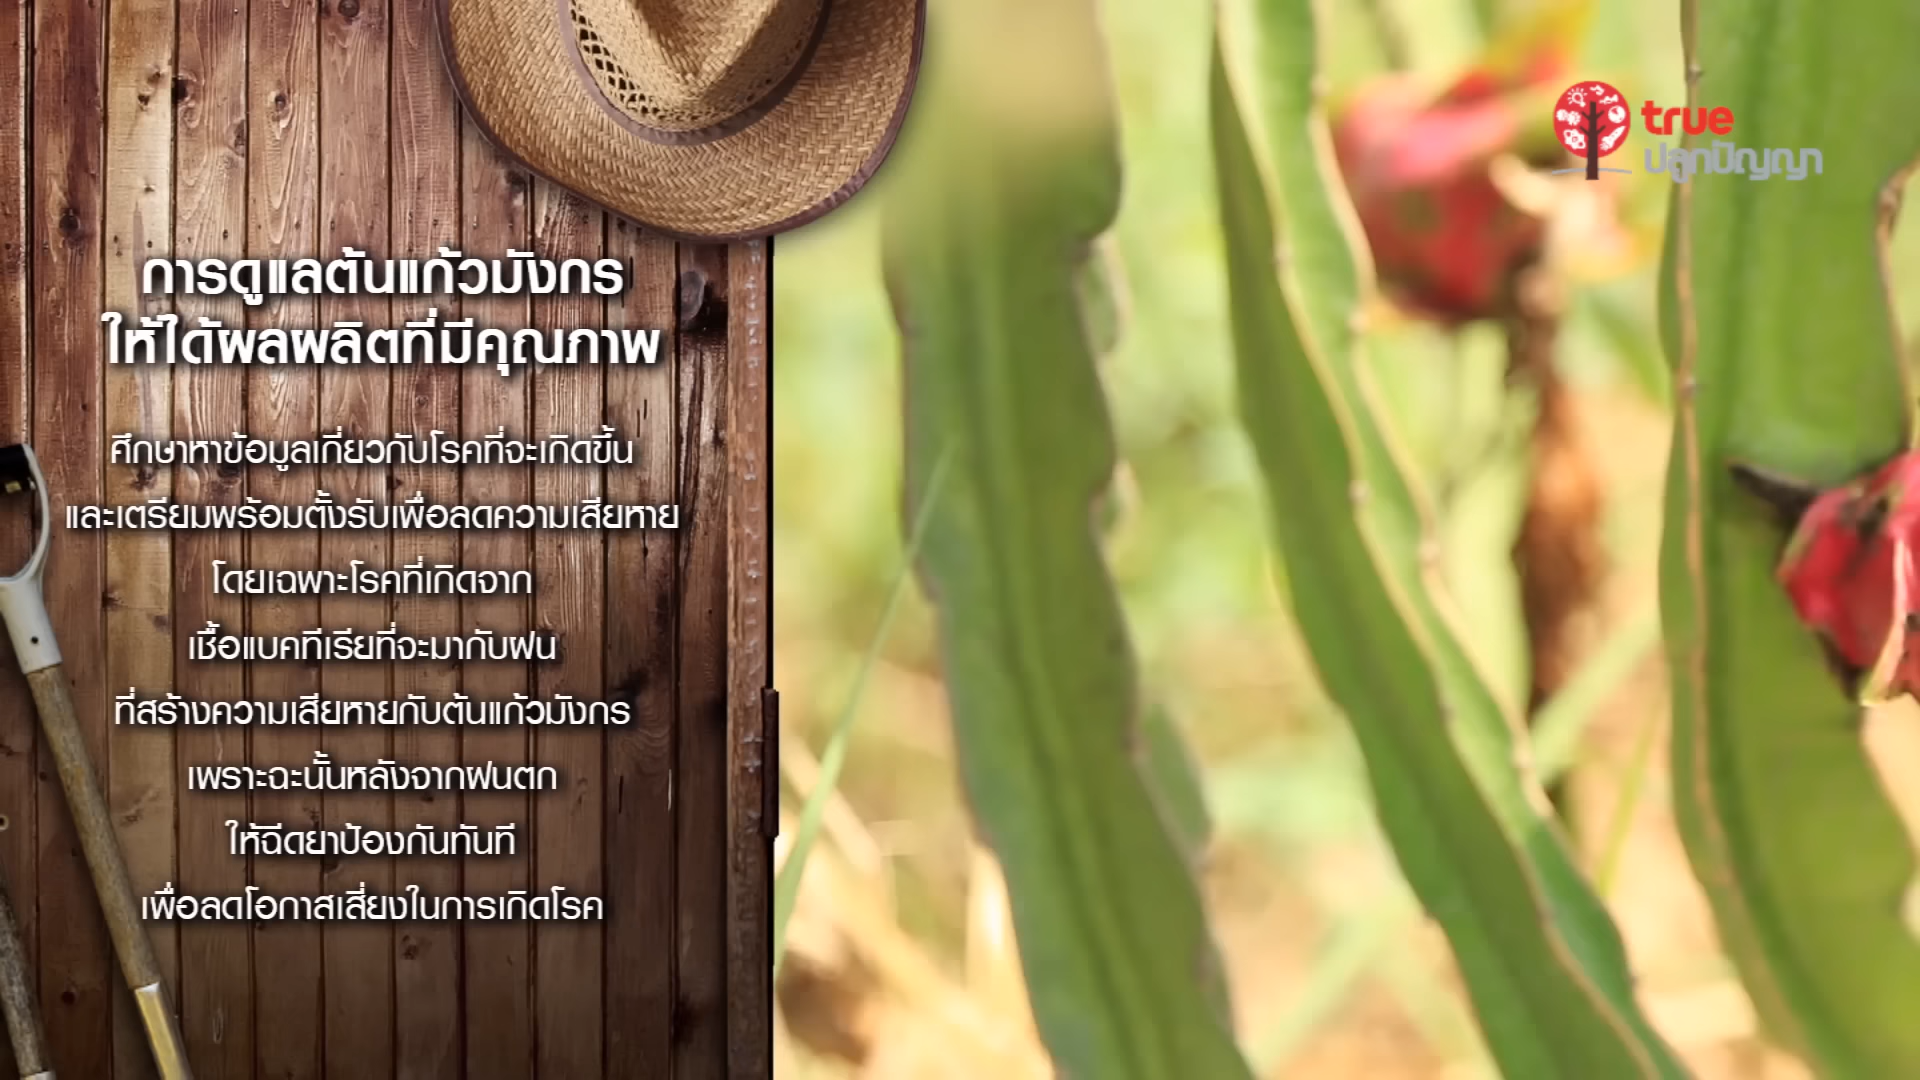 true
ปลูกปัญญา
การดูแลต้นแก้วมังกร
ให้ได้ผลผลิตที่มีคุณภาพ
ศึกษาหาข้อมูลเกี่ยวกับโรคที่จะเกิดขึ้น
และเตรียมพร้อมตั้งรับเพื่อลดความเสียหาย
โดยเฉพาะโรคที่เกิดจาก
เชื้อแบคทีเรียที่จะมากับฝน
ที่สร้างความเสียหายกับต้นแก้วมังกร
เพราะฉะนั้นหลังจากฝนตก
ให้ฉีดยาป้องกันทันที
เพื่อลดโอกาสเสี่ยงในการเกิดโรค